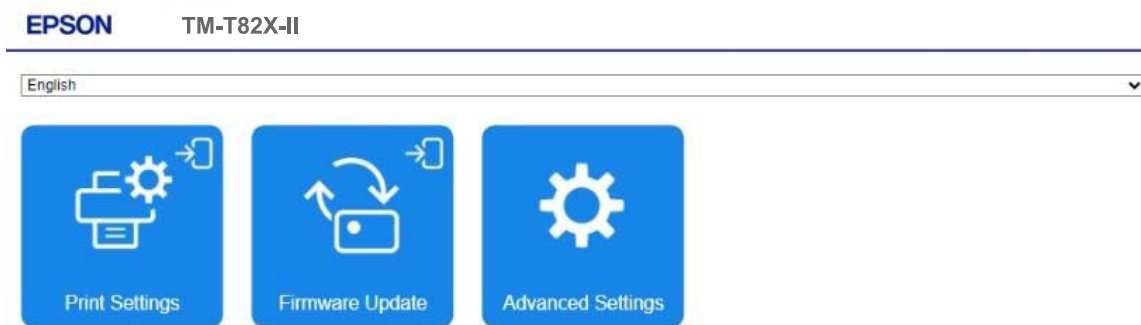 EPSON TM-T82X-II
English
Print Settings Firmware Update Advanced Settings